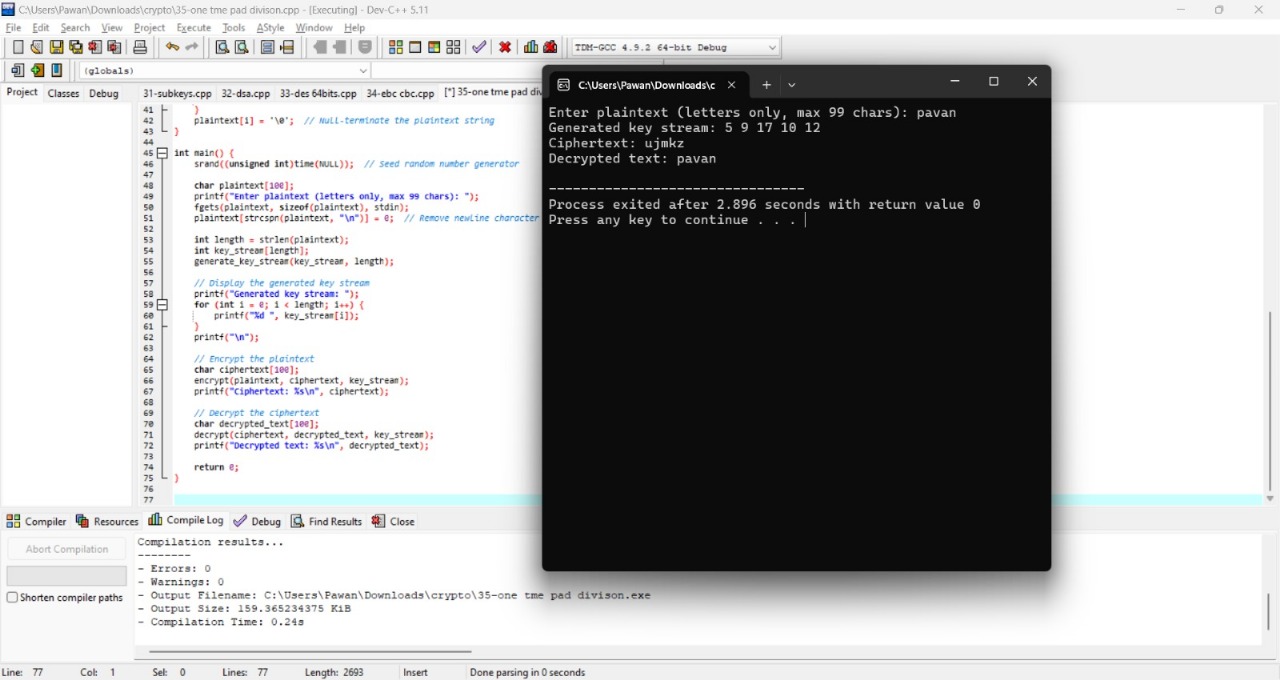 C:\Users\Pawan\Downloads\crypto\35-one tme pad divison.cpp - [Executing] - Dev-C++ 5.11
File Edit Search View Project Execute Tools AStyle Window Help
TDM-GCC 4.9.2 64-bit Debug
(globals)
Project Classes Debug
31-subkeys.cpp 32-dsa.cpp 33-des 64bits.cpp 34-ebc cbc.cpp [*] 35-one tme pad div
41 }
42 plaintext[i] = '\0'; // Null-terminate the plaintext string
43 }
44
45 int main() {
46 srand((unsigned int)time(NULL)); // Seed random number generator
47
48 char plaintext[100];
49 printf("Enter plaintext (letters only, max 99 chars): ");
50 fgets(plaintext, sizeof(plaintext), stdin);
51 plaintext[strcspn(plaintext, "\n")] = 0; // Remove newline character
52
53 int length = strlen(plaintext);
54 int key_stream[length];
55 generate_key_stream(key_stream, length);
56
57 // Display the generated key stream
58 printf("Generated key stream: ");
59 for (int i = 0; i < length; i++) {
60 printf("%d ", key_stream[i]);
61 }
62 printf("\n");
63
64 // Encrypt the plaintext
65 char ciphertext[100];
66 encrypt(plaintext, ciphertext, key_stream);
67 printf("Ciphertext: %s\n", ciphertext);
68
69 // Decrypt the ciphertext
70 char decrypted_text[100];
71 decrypt(ciphertext, decrypted_text, key_stream);
72 printf("Decrypted text: %s\n", decrypted_text);
73
74 return 0;
75 }
76
77
C:\Users\Pawan\Downloads\c
Enter plaintext (letters only, max 99 chars): pavan
Generated key stream: 5 9 17 10 12
Ciphertext: ujmkz
Decrypted text: pavan
--------------------------------
Process exited after 2.896 seconds with return value 0
Press any key to continue . . .
Compiler Resources Compile Log Debug Find Results Close
Abort Compilation
Shorten compiler paths
Compilation results...
--------
- Errors: 0
- Warnings: 0
- Output Filename: C:\Users\Pawan\Downloads\crypto\35-one tme pad divison.exe
- Output Size: 159.365234375 KiB
- Compilation Time: 0.24s
Line: 77 Col: 1 Sel: 0 Lines: 77 Length: 2693 Insert Done parsing in 0 seconds